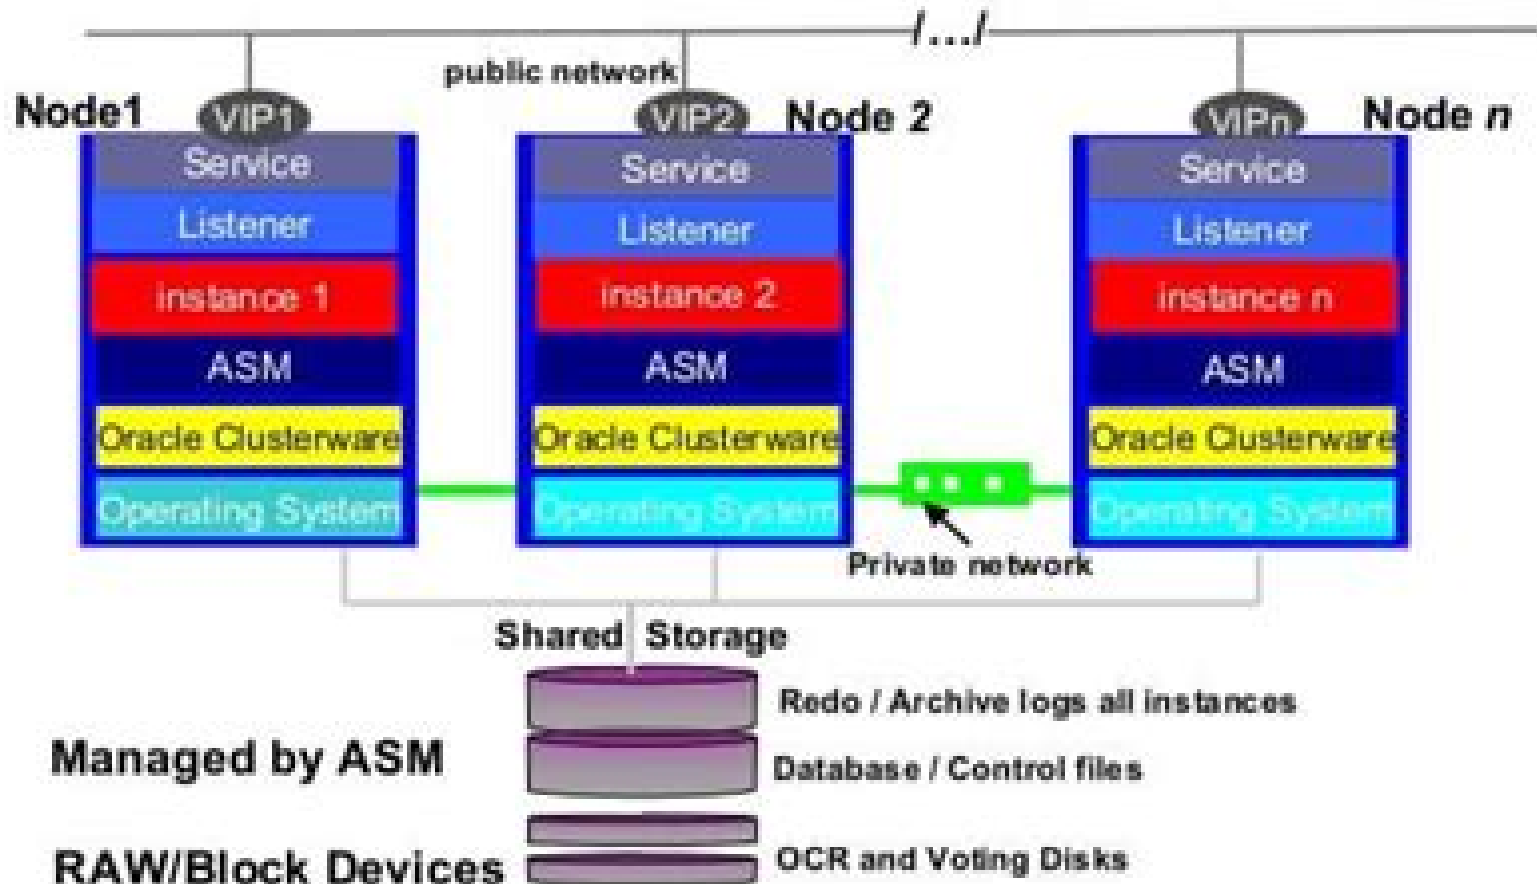 /.../
public network
Node1
VIP1
VIP2
Node 2
VIPn
Node n
Service
Service
Service
Listener
Listener
Listener
instance 1
instance 2
instance n
ASM
ASM
ASM
Oracle Clusterware
Oracle Clusterware
Oracle Clusterware
Operating System
Operating System
Operating System
Private network
Shared Storage
Redo / Archive logs all instances
Managed by ASM
Database / Control files
RAW/Block Devices
OCR and Voting Disks